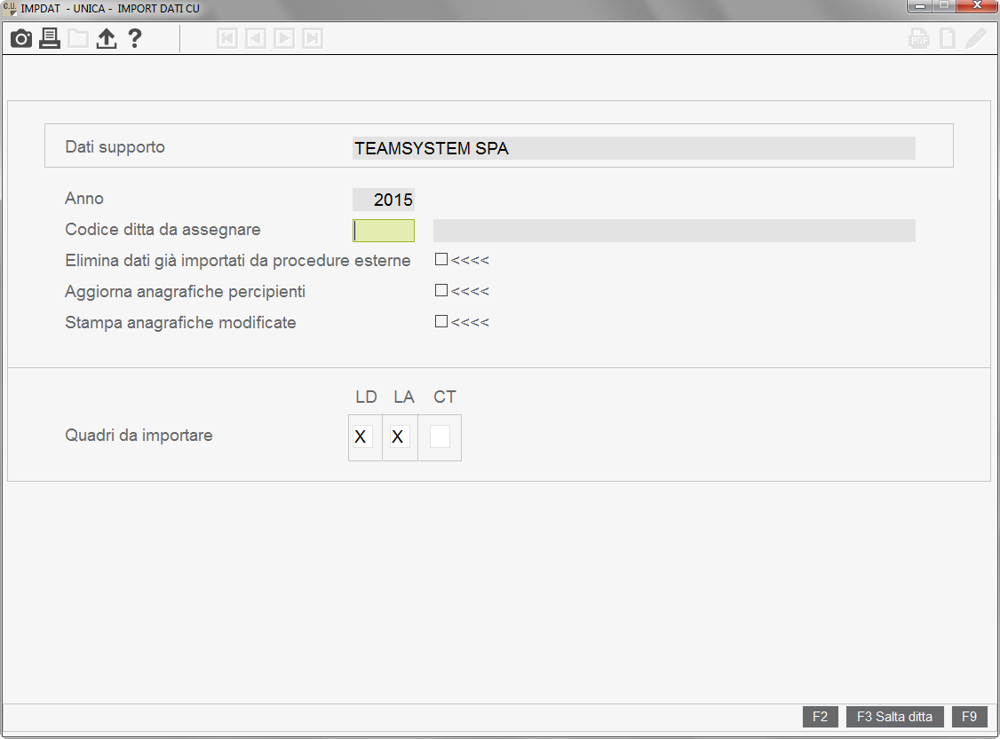 C.U. IMPDAT - UNICA - IMPORT DATI CU
?
PDF
Dati supporto TEAMSYSTEM SPA
Anno 2015
Codice ditta da assegnare
Elimina dati già importati da procedure esterne <<<<
Aggiorna anagrafiche percipienti <<<<
Stampa anagrafiche modificate <<<<
LD LA CT
Quadri da importare X X
F2 F3 Salta ditta F9